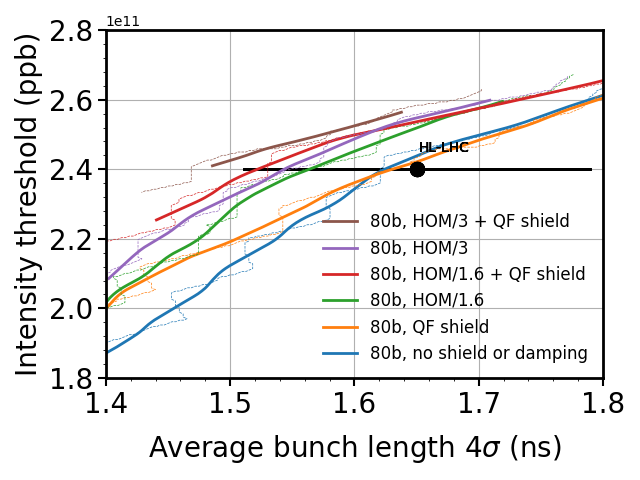 1e11
2.8
2.6
2.4
2.2
2.0
1.8
Intensity threshold (ppb)
HL-LHC
80b, HOM/3 + QF shield
80b, HOM/3
80b, HOM/1.6 + QF shield
80b, HOM/1.6
80b, QF shield
80b, no shield or damping
1.4 1.5 1.6 1.7 1.8
Average bunch length 4σ (ns)